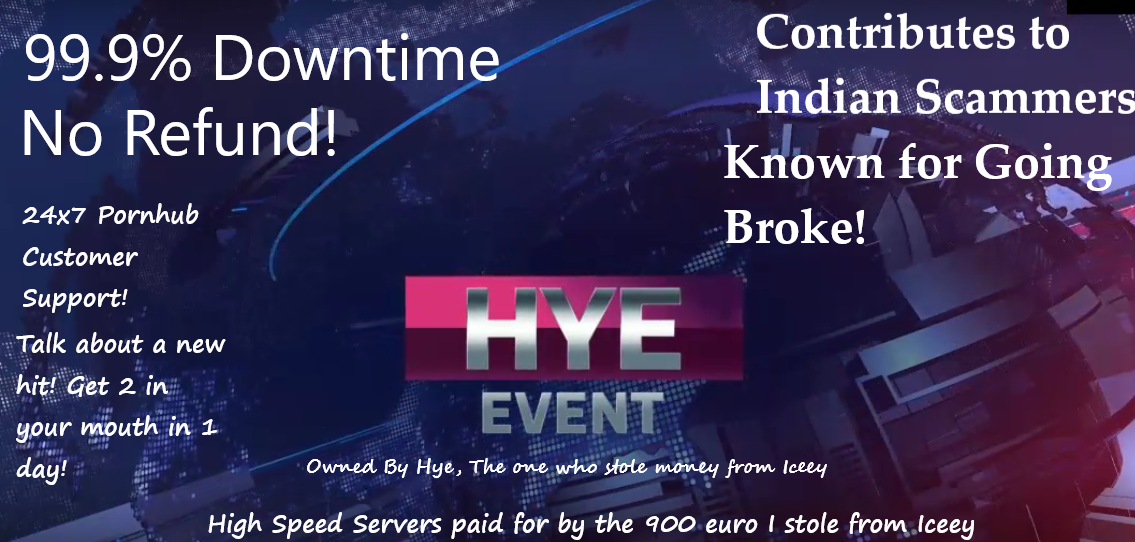 99.9% Downtime
No Refund!
24x7 Pornhub
Customer
Support!
Talk about a new
hit! Get 2 in
your mouth in 1
day!
Contributes to
Indian Scammers
Known for Going
Broke!
HYE
EVENT
Owned By Hye, The one who stole money from Iceey
High Speed Servers paid for by the 900 euro I stole from Iceey